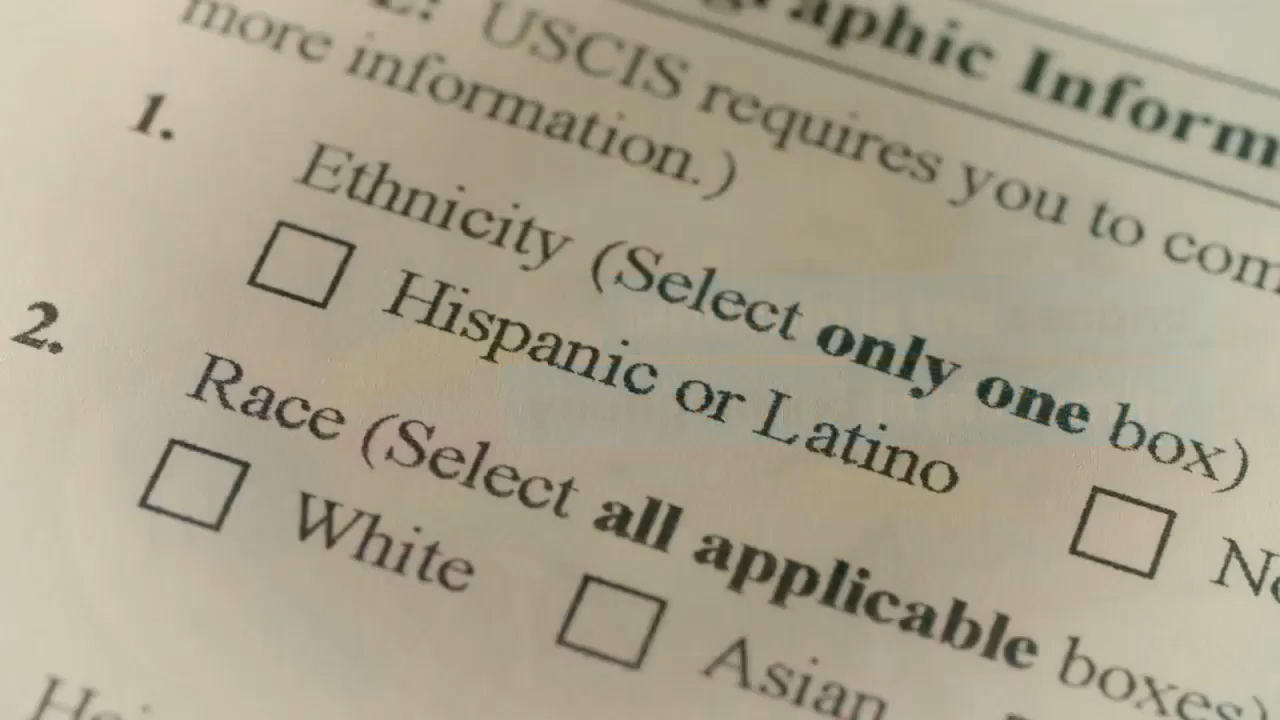 graphic Inform
USCIS requires you to com
more information.)
1. Ethnicity (Select only one box)
Hispanic or Latino
2. Race (Select all applicable boxes)
White Asian